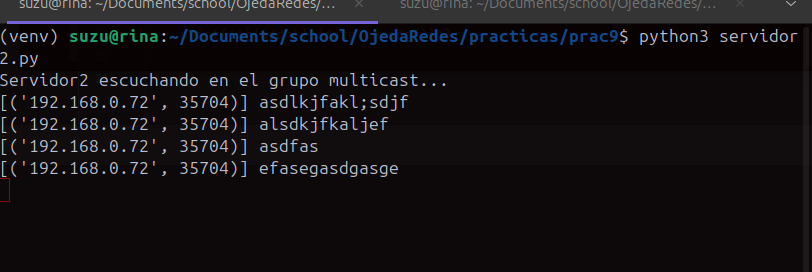 suzu@rina: ~/Documents/school/OjedaRedes/... × suzu@rina: ~/Documents/school/OjedaRedes/... ×
(venv) suzu@rina:~/Documents/school/OjedaRedes/practicas/prac9$ python3 servidor
2.py
Servidor2 escuchando en el grupo multicast...
[('192.168.0.72', 35704)] asdlkjfakl;sdjf
[('192.168.0.72', 35704)] alsdkjfkaljef
[('192.168.0.72', 35704)] asdfas
[('192.168.0.72', 35704)] efasegasdgasge